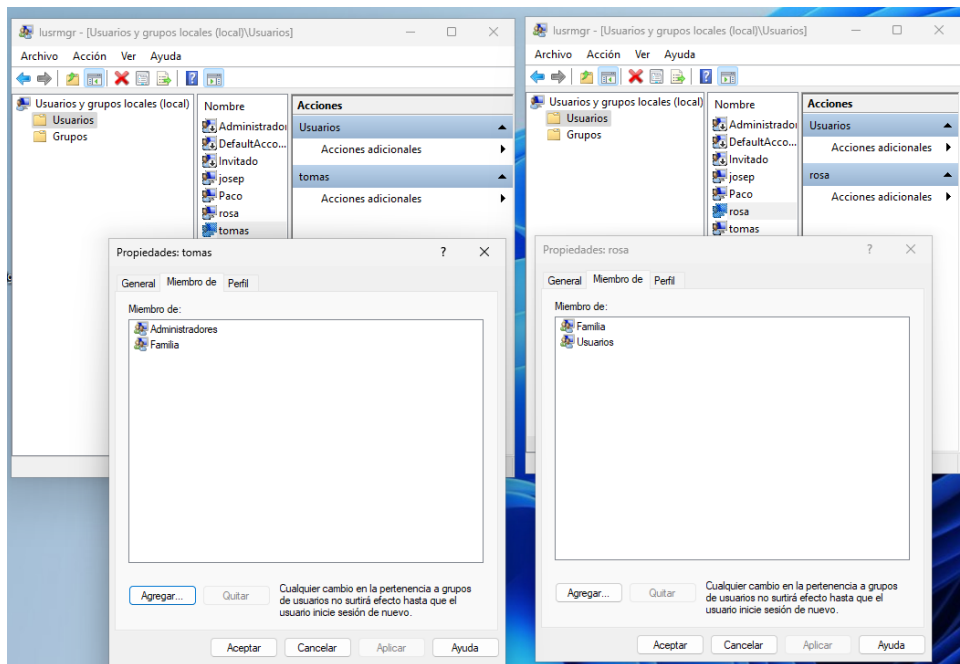 lusrmgr - [Usuarios y grupos locales (local)\Usuarios]
Archivo Acción Ver Ayuda
Usuarios y grupos locales (local)
Usuarios
Grupos
Nombre
Administrador
DefaultAcco...
Invitado
josep
Paco
rosa
tomas
Acciones
Usuarios
Acciones adicionales
tomas
Acciones adicionales
Propiedades: tomas
General Miembro de Perfil
Miembro de:
Administradores
Familia
Agregar... Quitar
Cualquier cambio en la pertenencia a grupos
de usuarios no surtirá efecto hasta que el
usuario inicie sesión de nuevo.
Aceptar Cancelar Aplicar Ayuda
lusrmgr - [Usuarios y grupos locales (local)\Usuarios]
Archivo Acción Ver Ayuda
Usuarios y grupos locales (local)
Usuarios
Grupos
Nombre
Administrador
DefaultAcco...
Invitado
josep
Paco
rosa
tomas
Acciones
Usuarios
Acciones adicionales
rosa
Acciones adicionales
Propiedades: rosa
General Miembro de Perfil
Miembro de:
Familia
Usuarios
Agregar... Quitar
Cualquier cambio en la pertenencia a grupos
de usuarios no surtirá efecto hasta que el
usuario inicie sesión de nuevo.
Aceptar Cancelar Aplicar Ayuda